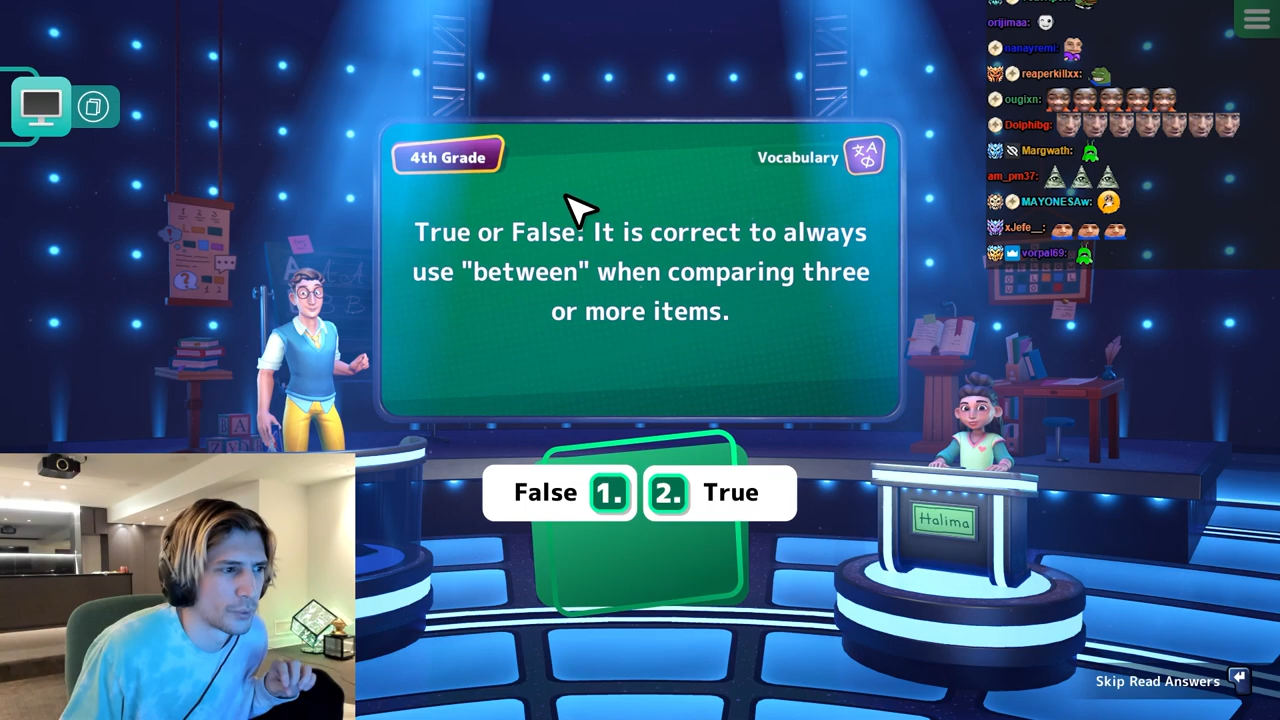 orijimaa:
nanayremi:
reaperkillxx:
ougixn:
Dolphibg:
Margwath:
am_pm37:
MAYONESAw:
xJefe__:
vorpal69:
4th Grade
Vocabulary
True or False: It is correct to always
use "between" when comparing three
or more items.
False 1. 2. True
Halima
Skip Read Answers